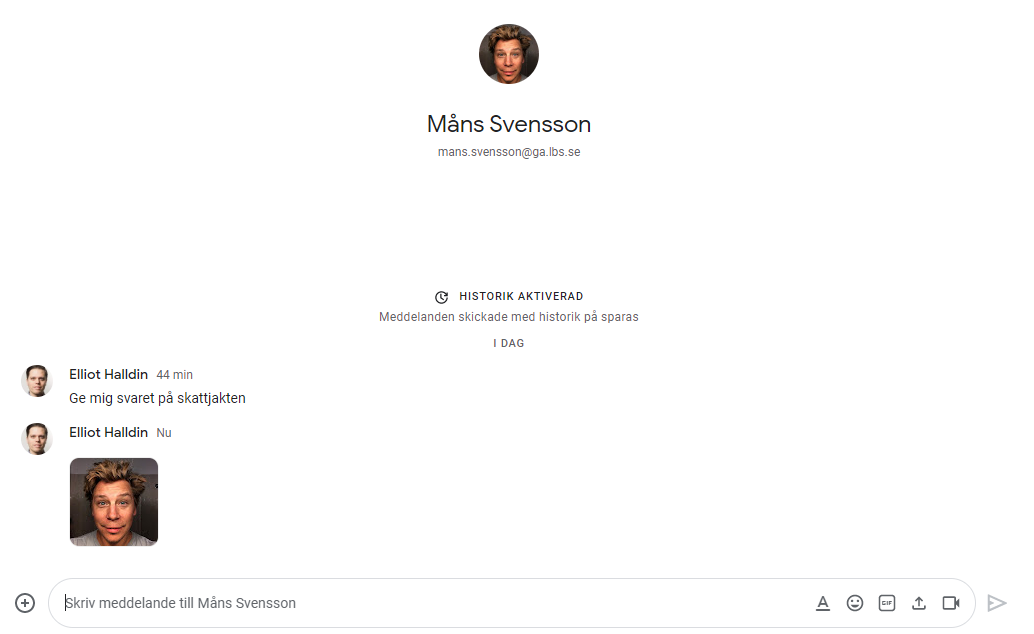 Måns Svensson
mans.svensson@ga.lbs.se
HISTORIK AKTIVERAD
Meddelanden skickade med historik på sparas
I DAG
Elliot Halldin 44 min
Ge mig svaret på skattjakten
Elliot Halldin Nu
Skriv meddelande till Måns Svensson
A
GIF